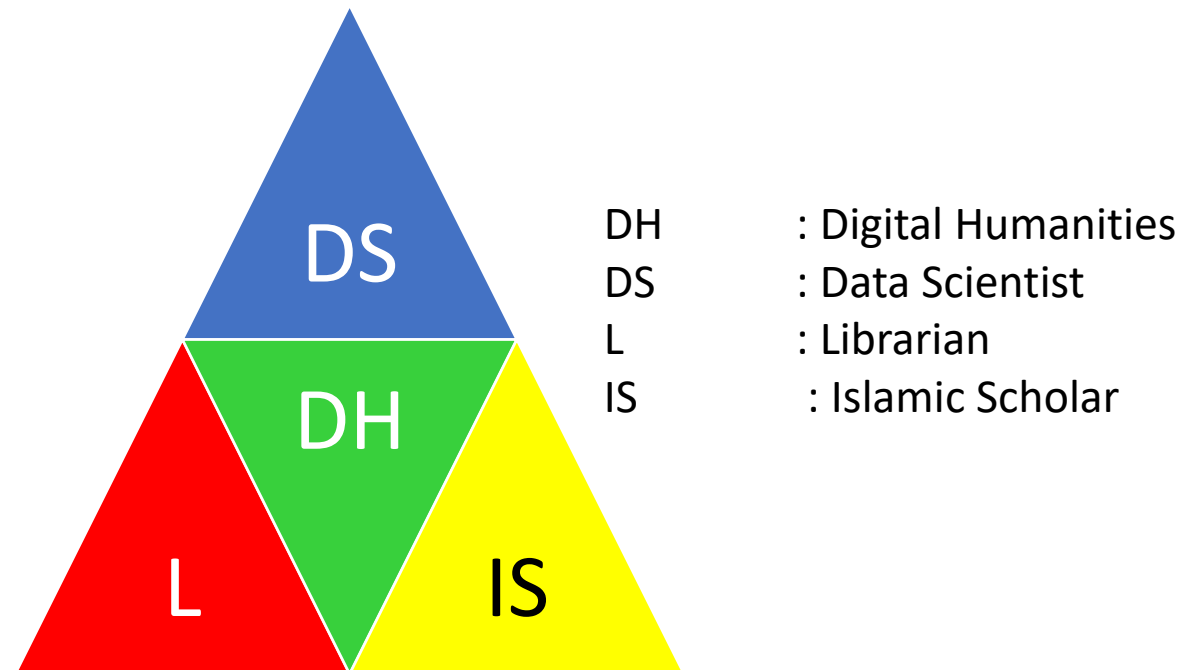 DS
DH
L
IS
DH : Digital Humanities
DS : Data Scientist
L : Librarian
IS : Islamic Scholar